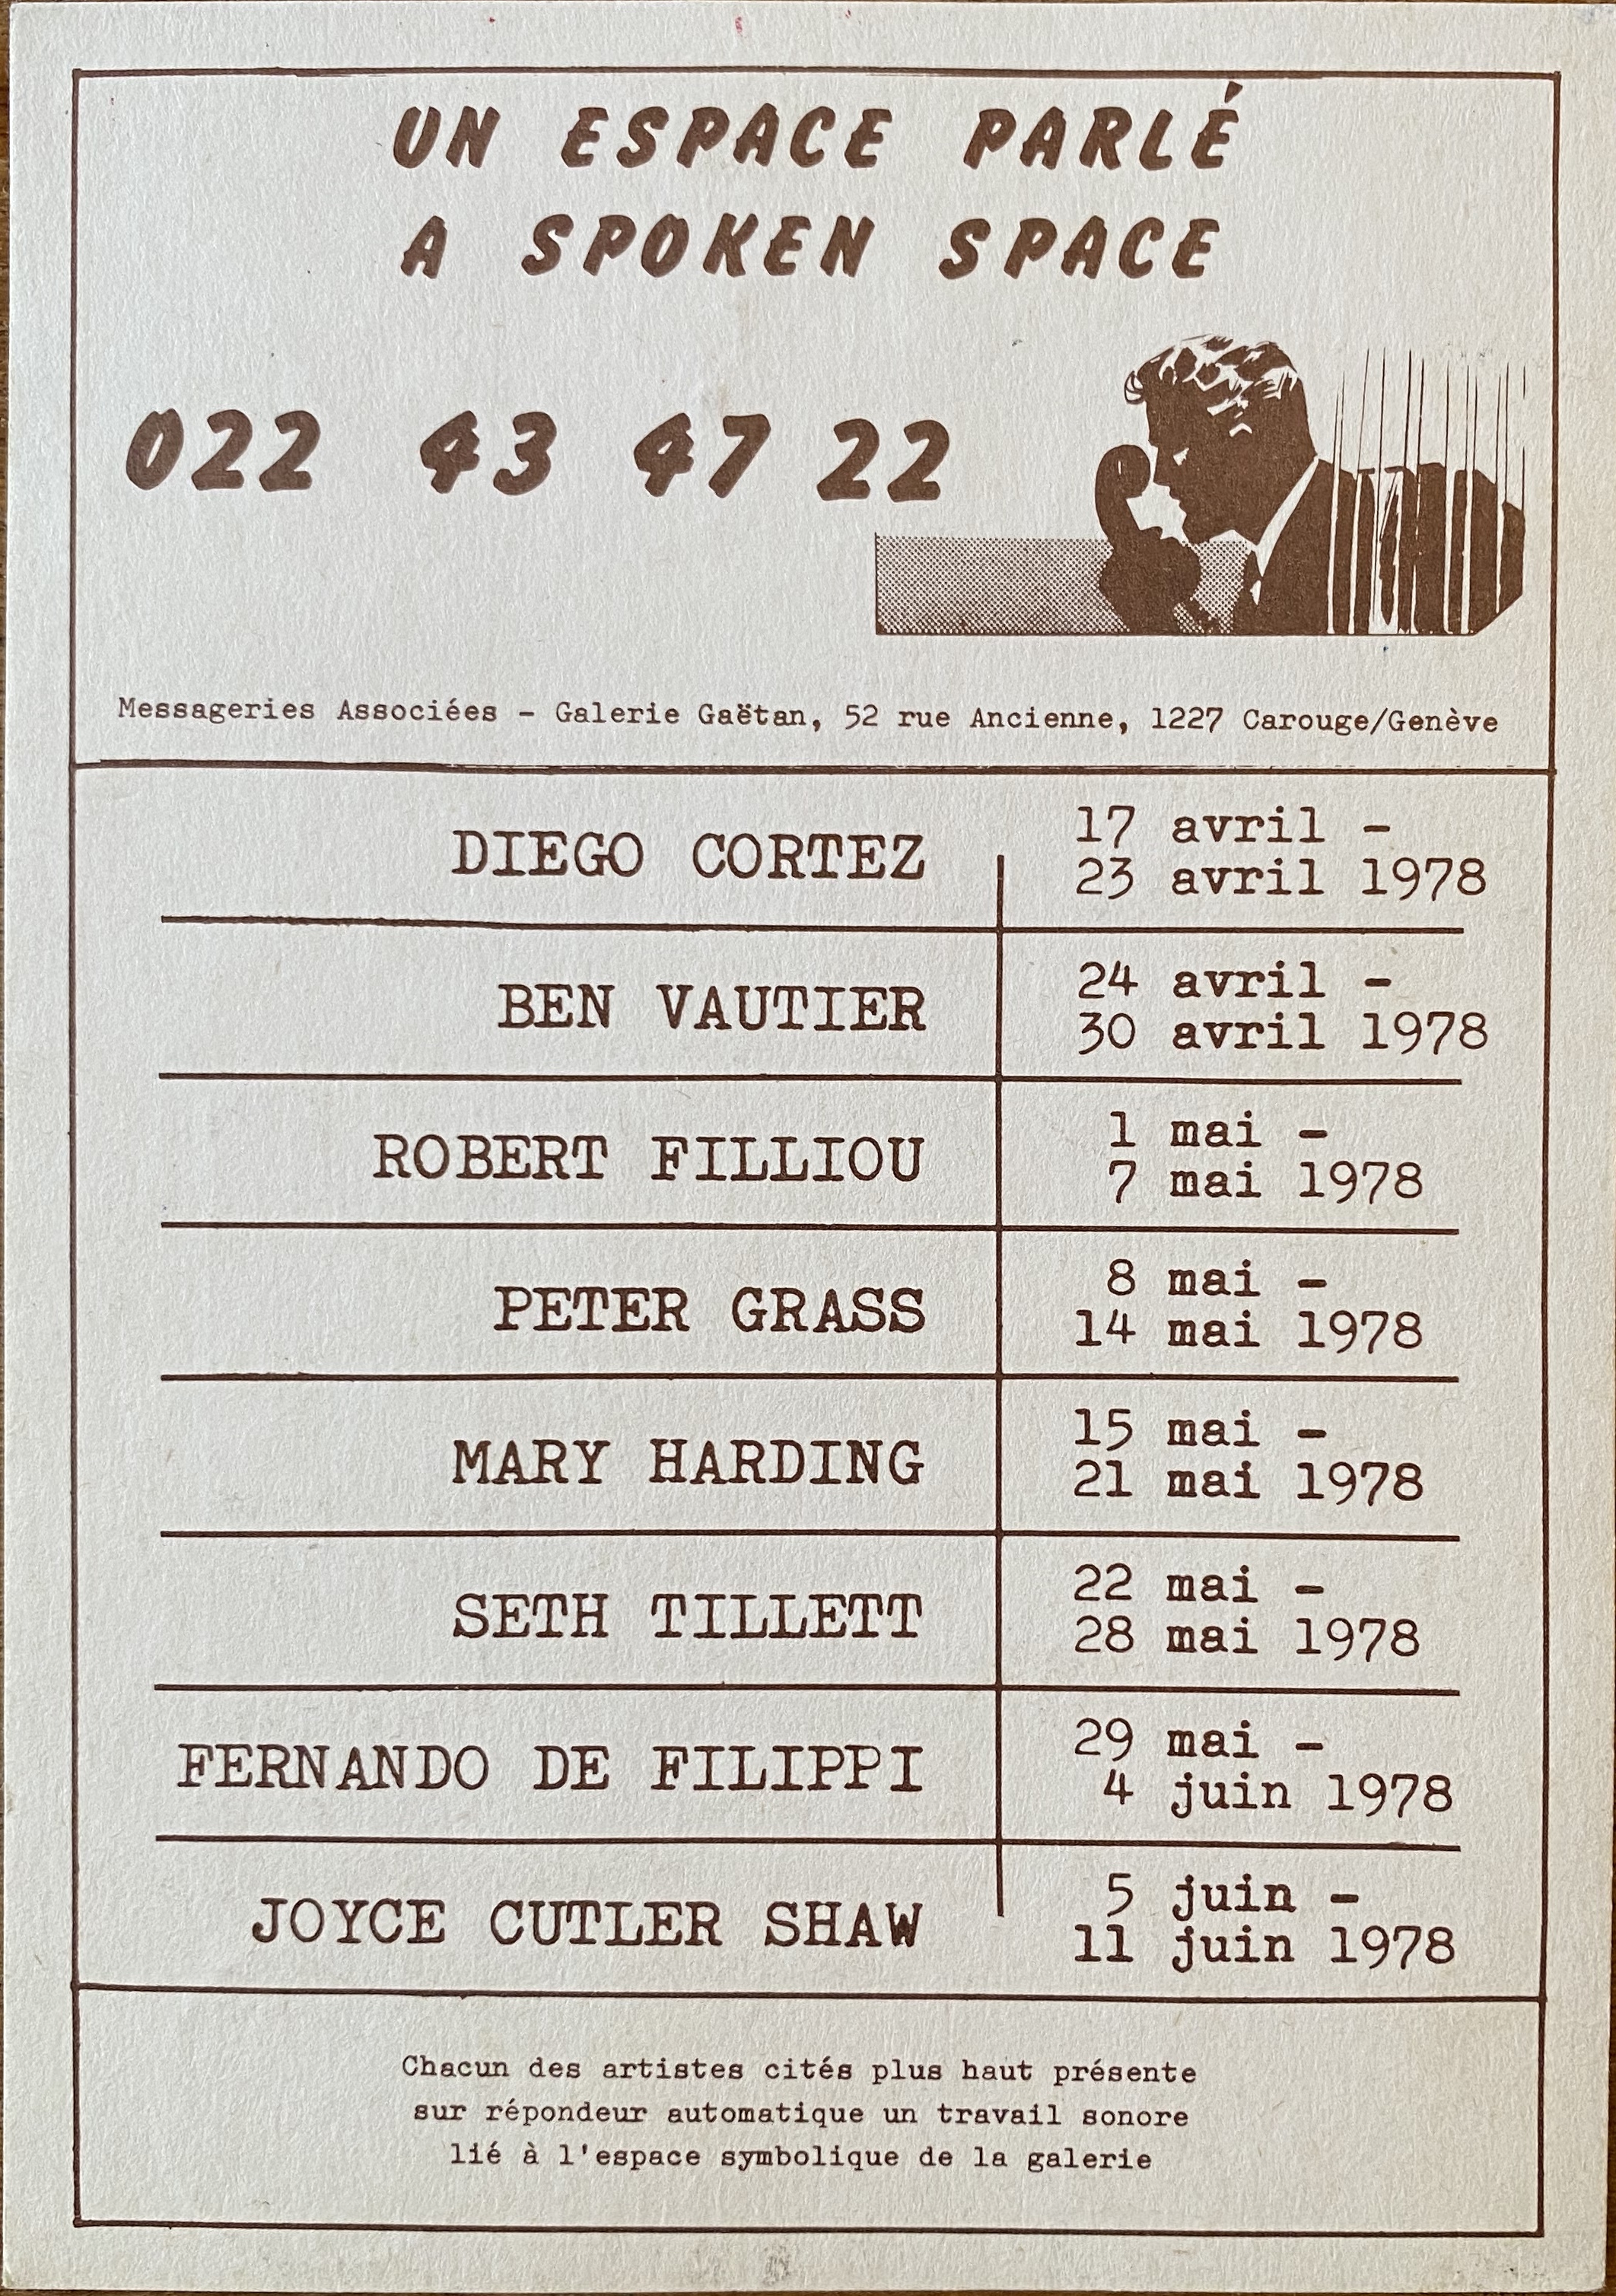 UN ESPACE PARLÉ
A SPOKEN SPACE
022 43 47 22
Messageries Associées - Galerie Gaëtan, 52 rue Ancienne, 1227 Carouge/Genève
DIEGO CORTEZ
17 avril -
23 avril 1978
BEN VAUTIER
24 avril -
30 avril 1978
ROBERT FILLIOU
1 mai -
7 mai 1978
PETER GRASS
8 mai -
14 mai 1978
MARY HARDING
15 mai -
21 mai 1978
SETH TILLETT
22 mai -
28 mai 1978
FERNANDO DE FILIPPI
29 mai -
4 juin 1978
JOYCE CUTLER SHAW
5 juin -
11 juin 1978
Chacun des artistes cités plus haut présente
sur répondeur automatique un travail sonore
lié à l'espace symbolique de la galerie